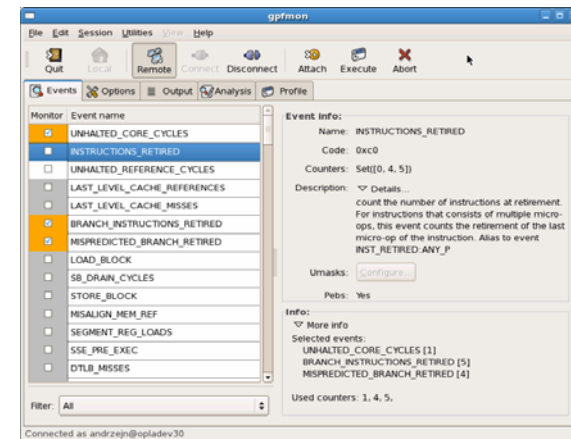 gpfmon
File Edit Session Utilities View Help
Quit Local Remote Connect Disconnect Attach Execute Abort
Events Options Output Analysis Profile
Monitor Event name
UNHALTED_CORE_CYCLES
INSTRUCTIONS_RETIRED
UNHALTED_REFERENCE_CYCLES
LAST_LEVEL_CACHE_REFERENCES
LAST_LEVEL_CACHE_MISSES
BRANCH_INSTRUCTIONS_RETIRED
MISPREDICTED_BRANCH_RETIRED
LOAD_BLOCK
SB_DRAIN_CYCLES
STORE_BLOCK
MISALIGN_MEM_REF
SEGMENT_REG_LOADS
SSE_PRE_EXEC
DTLB_MISSES
Filter: All
Event info:
Name: INSTRUCTIONS_RETIRED
Code: 0xc0
Counters: Set([0, 4, 5])
Description: Details...
count the number of instructions at retirement.
For instructions that consists of multiple micro-
ops, this event counts the retirement of the last
micro-op of the instruction. Alias to event
INST_RETIRED:ANY_P
Umasks: Configure...
Pebs: Yes
Info:
More info
Selected events:
UNHALTED_CORE_CYCLES [1]
BRANCH_INSTRUCTIONS_RETIRED [5]
MISPREDICTED_BRANCH_RETIRED [4]
Used counters: 1, 4, 5,
Connected as andrzejn@opladev30